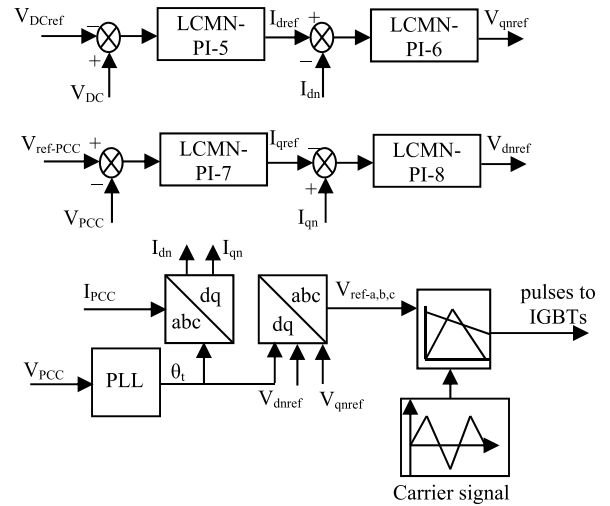 V_DCref
−
+
V_DC
LCMN-
PI-5
I_dref
+
−
I_dn
LCMN-
PI-6
V_qnref
V_ref-PCC
+
−
V_PCC
LCMN-
PI-7
I_qref
−
+
I_qn
LCMN-
PI-8
V_dnref
I_dn
I_qn
I_PCC
dq
abc
abc
dq
V_ref-a,b,c
pulses to
IGBTs
V_PCC
PLL
θ_t
V_dnref
V_qnref
Carrier signal